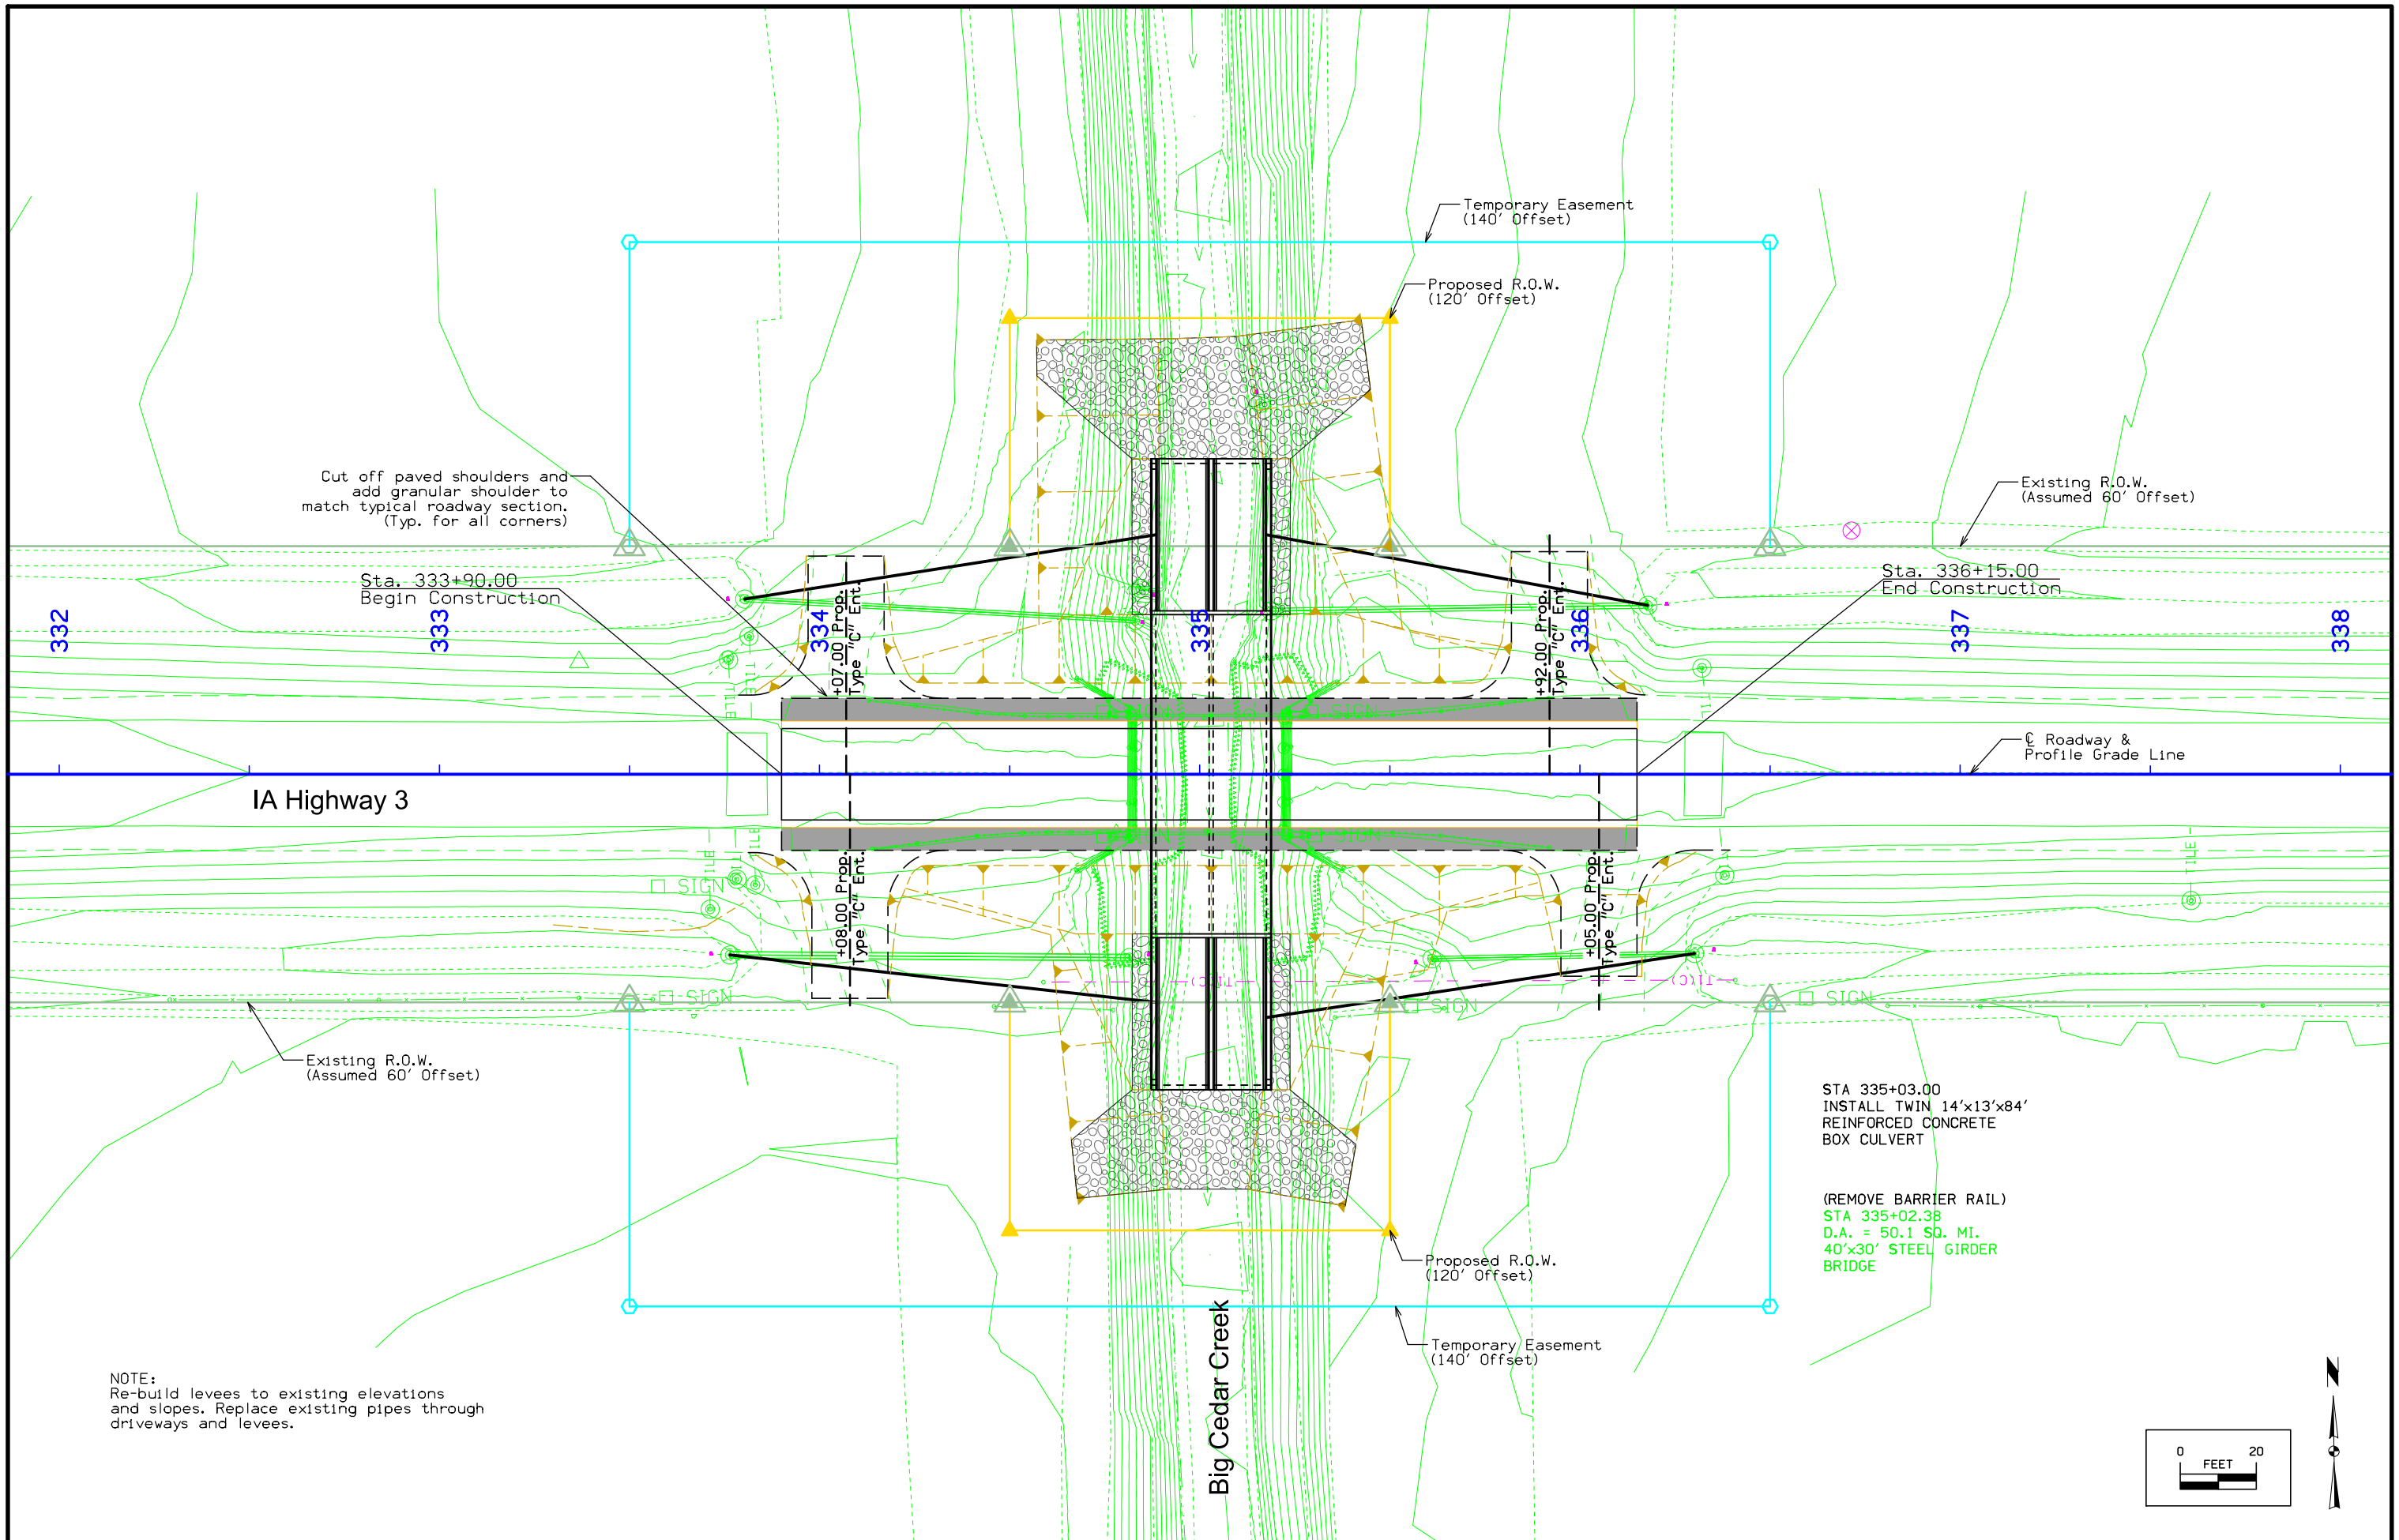 Temporary Easement
(140' Offset)
Proposed R.O.W.
(120' Offset)
Cut off paved shoulders and
add granular shoulder to
match typical roadway section.
(Typ. for all corners)
Existing R.O.W.
(Assumed 60' Offset)
Sta. 333+90.00
Begin Construction
Sta. 336+15.00
End Construction
332
333
334
335
336
337
338
+07.00 Prop.
Type "C" Ent.
+92.00 Prop.
Type "C" Ent.
SIGN
℄ Roadway &
Profile Grade Line
IA Highway 3
SIGN
+08.00 Prop.
Type "C" Ent.
+05.00 Prop.
Type "C" Ent.
SIGN
SIGN
SIGN
SIGN
Existing R.O.W.
(Assumed 60' Offset)
STA 335+03.00
INSTALL TWIN 14'x13'x84'
REINFORCED CONCRETE
BOX CULVERT
(REMOVE BARRIER RAIL)
STA 335+02.38
D.A. = 50.1 SQ. MI.
40'x30' STEEL GIRDER
BRIDGE
Proposed R.O.W.
(120' Offset)
Temporary Easement
(140' Offset)
Big Cedar Creek
NOTE:
Re-build levees to existing elevations
and slopes. Replace existing pipes through
driveways and levees.
N
0 20
FEET